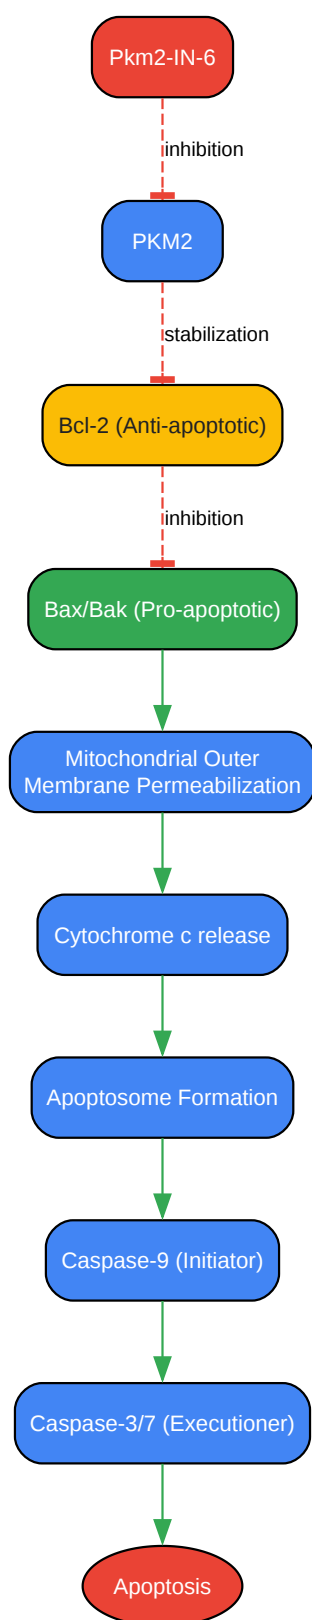 Pkm2-IN-6
inhibition
PKM2
stabilization
Bcl-2 (Anti-apoptotic)
inhibition
Bax/Bak (Pro-apoptotic)
Mitochondrial Outer
Membrane Permeabilization
Cytochrome c release
Apoptosome Formation
Caspase-9 (Initiator)
Caspase-3/7 (Executioner)
Apoptosis